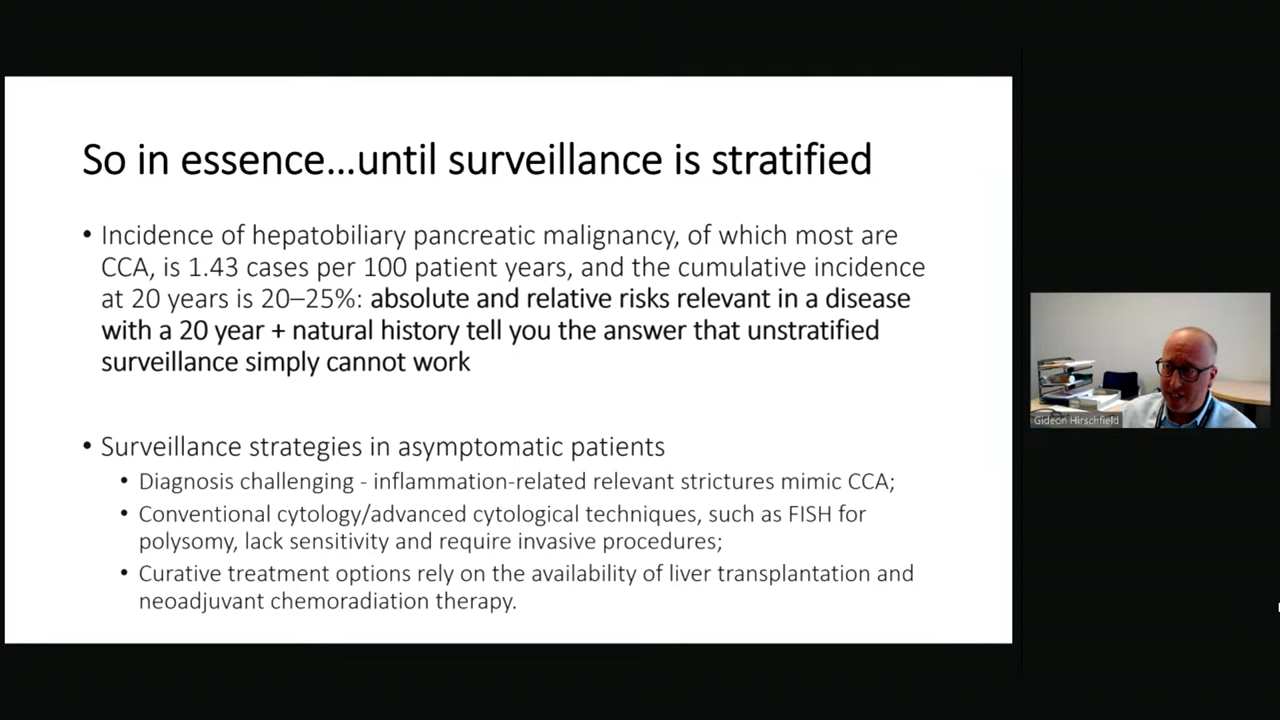 So in essence...until surveillance is stratified
• Incidence of hepatobiliary pancreatic malignancy, of which most are
CCA, is 1.43 cases per 100 patient years, and the cumulative incidence
at 20 years is 20–25%: absolute and relative risks relevant in a disease
with a 20 year + natural history tell you the answer that unstratified
surveillance simply cannot work
• Surveillance strategies in asymptomatic patients
• Diagnosis challenging - inflammation-related relevant strictures mimic CCA;
• Conventional cytology/advanced cytological techniques, such as FISH for
polysomy, lack sensitivity and require invasive procedures;
• Curative treatment options rely on the availability of liver transplantation and
neoadjuvant chemoradiation therapy.
Gideon Hirschfield